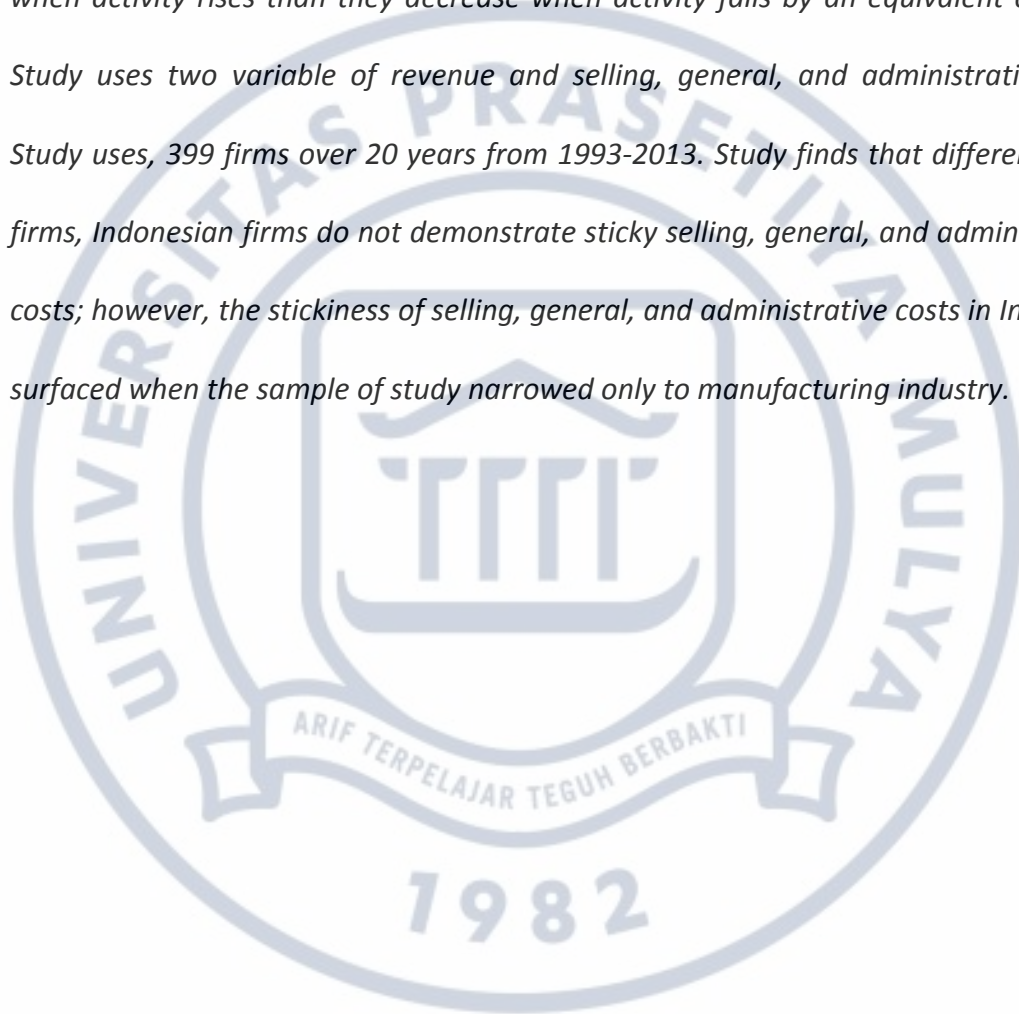 when activity rises than they decrease when activity falls by an equivalent
Study uses two variable of revenue and selling, general, and administrati
Study uses, 399 firms over 20 years from 1993-2013. Study finds that differe
firms, Indonesian firms do not demonstrate sticky selling, general, and admin
costs; however, the stickiness of selling, general, and administrative costs in In
surfaced when the sample of study narrowed only to manufacturing industry.
UNIVERSITAS PRASETIYA MULYA
ARIF TERPELAJAR TEGUH BERBAKTI
1982